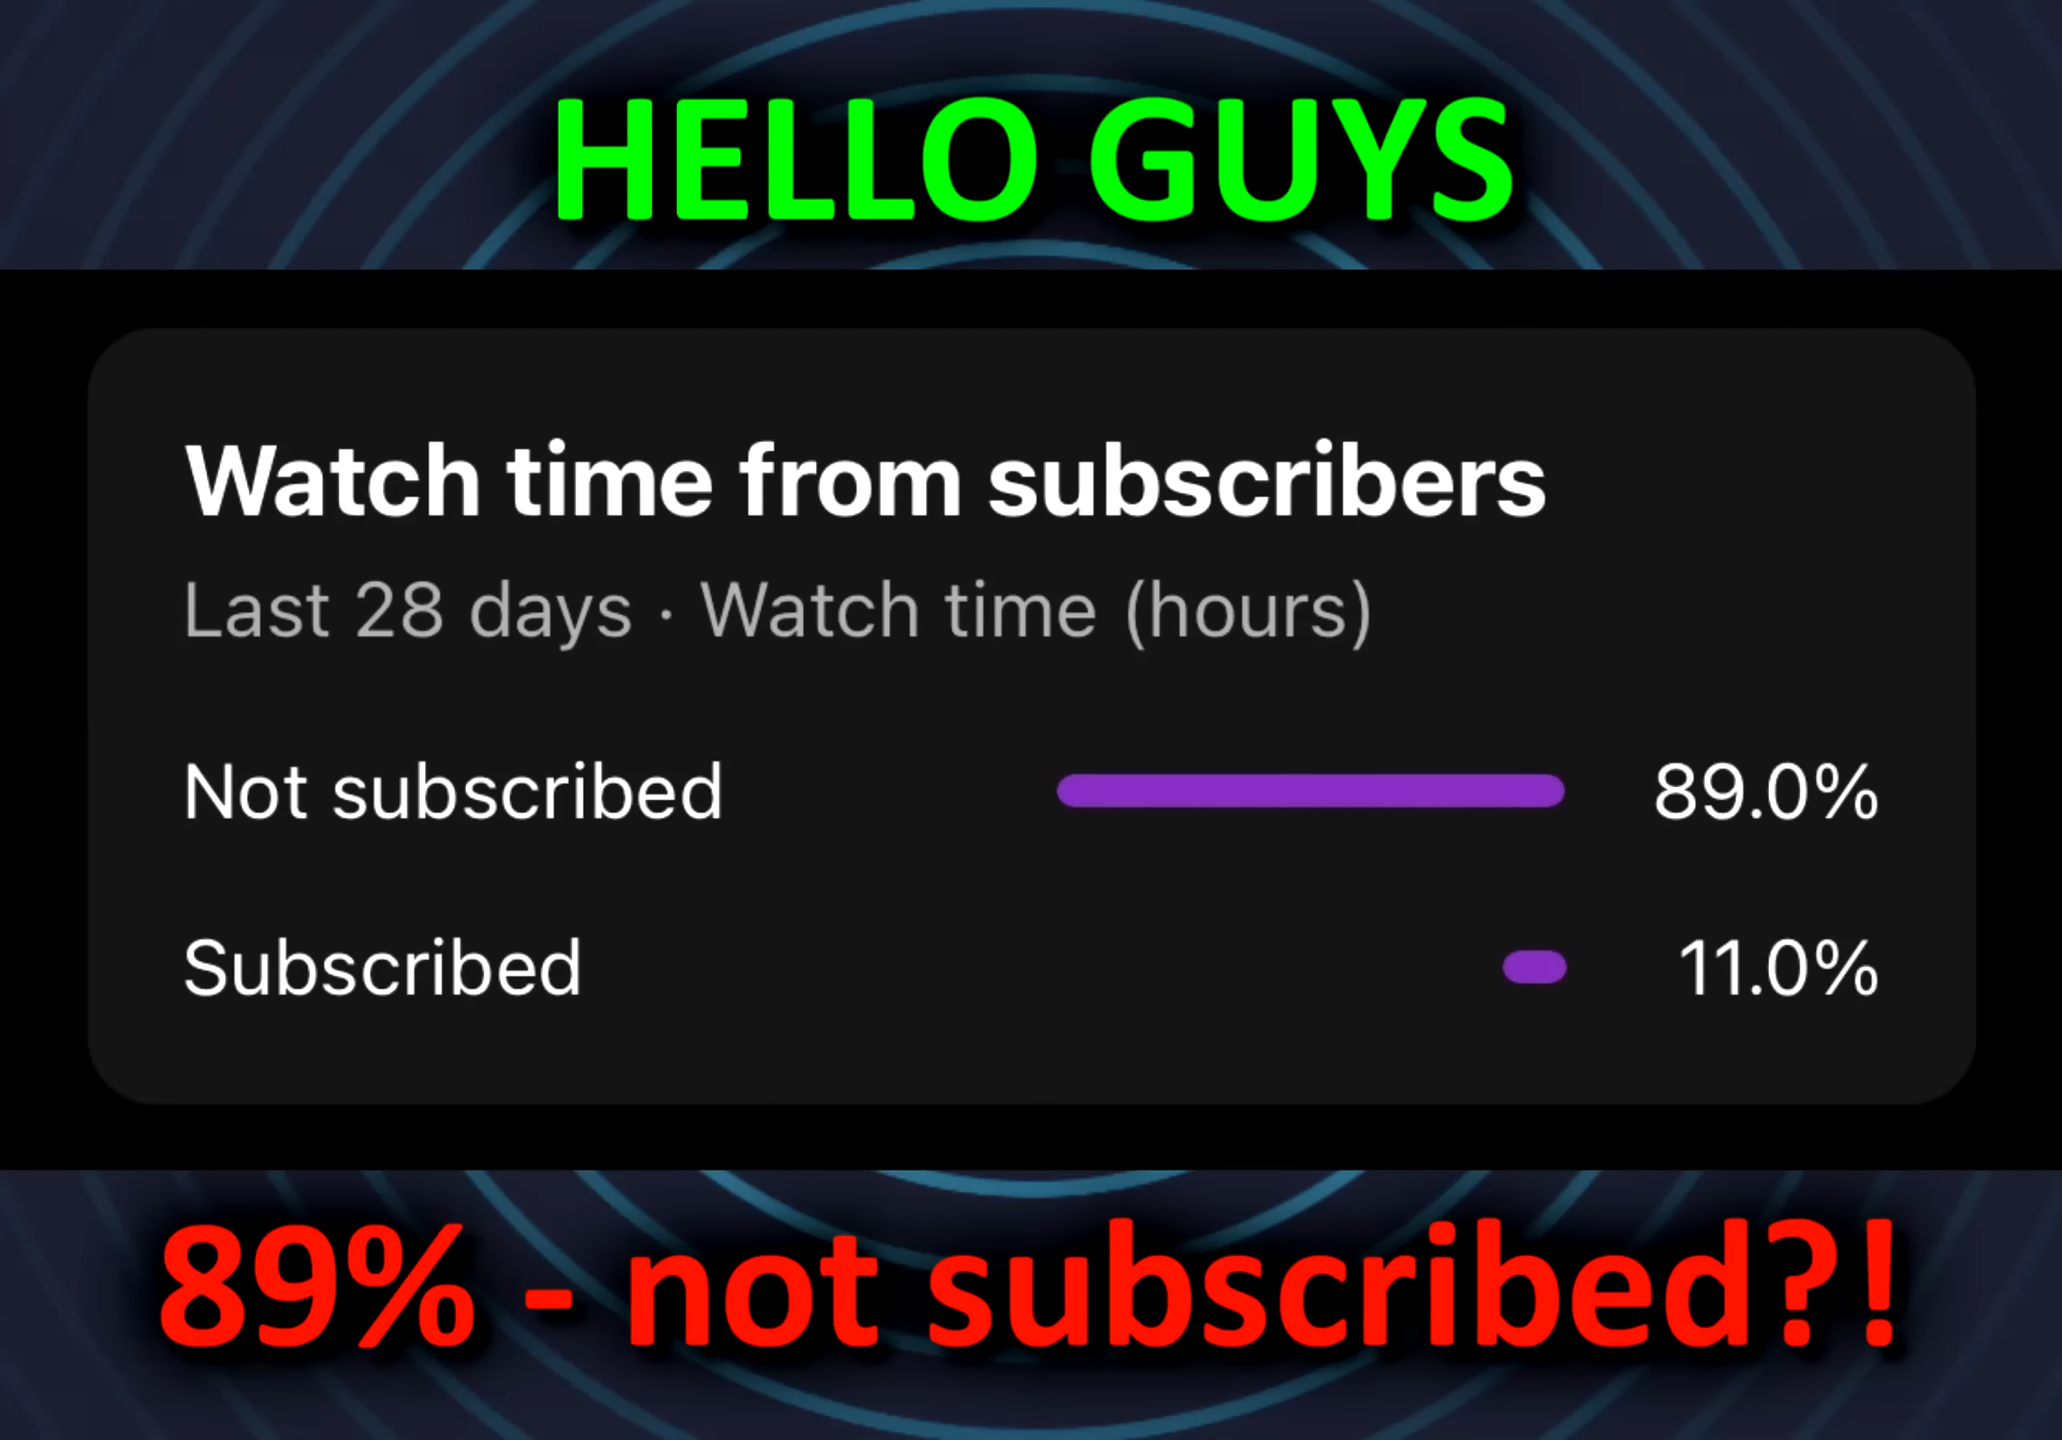 HELLO GUYS
Watch time from subscribers
Last 28 days · Watch time (hours)
Not subscribed 89.0%
Subscribed 11.0%
89% - not subscribed?!